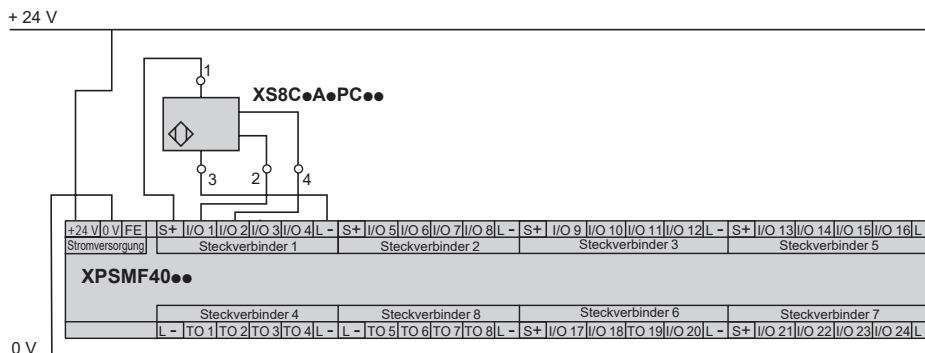 + 24 V
1
XS8C●A●PC●●
3 2 4
+24 V 0 V FE S+ I/O 1 I/O 2 I/O 3 I/O 4 L - S+ I/O 5 I/O 6 I/O 7 I/O 8 L - S+ I/O 9 I/O 10 I/O 11 I/O 12 L - S+ I/O 13 I/O 14 I/O 15 I/O 16 L
Stromversorgung Steckverbinder 1 Steckverbinder 2 Steckverbinder 3 Steckverbinder 5
XPSMF40●●
Steckverbinder 4 Steckverbinder 8 Steckverbinder 6 Steckverbinder 7
L - TO 1 TO 2 TO 3 TO 4 L - L - TO 5 TO 6 TO 7 TO 8 L - S+ I/O 17 I/O 18 TO 19 I/O 20 L - S+ I/O 21 I/O 22 I/O 23 I/O 24 L
0 V